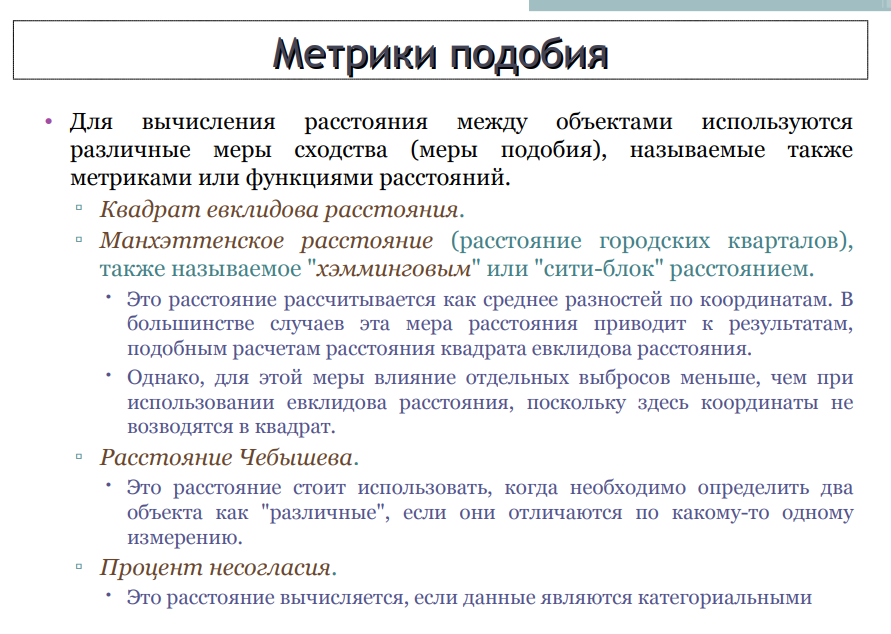 Метрики подобия
• Для вычисления расстояния между объектами используются
различные меры сходства (меры подобия), называемые также
метриками или функциями расстояний.
▫ Квадрат евклидова расстояния.
▫ Манхэттенское расстояние (расстояние городских кварталов),
также называемое "хэмминговым" или "сити-блок" расстоянием.
• Это расстояние рассчитывается как среднее разностей по координатам. В
большинстве случаев эта мера расстояния приводит к результатам,
подобным расчетам расстояния квадрата евклидова расстояния.
• Однако, для этой меры влияние отдельных выбросов меньше, чем при
использовании евклидова расстояния, поскольку здесь координаты не
возводятся в квадрат.
▫ Расстояние Чебышева.
• Это расстояние стоит использовать, когда необходимо определить два
объекта как "различные", если они отличаются по какому-то одному
измерению.
▫ Процент несогласия.
• Это расстояние вычисляется, если данные являются категориальными